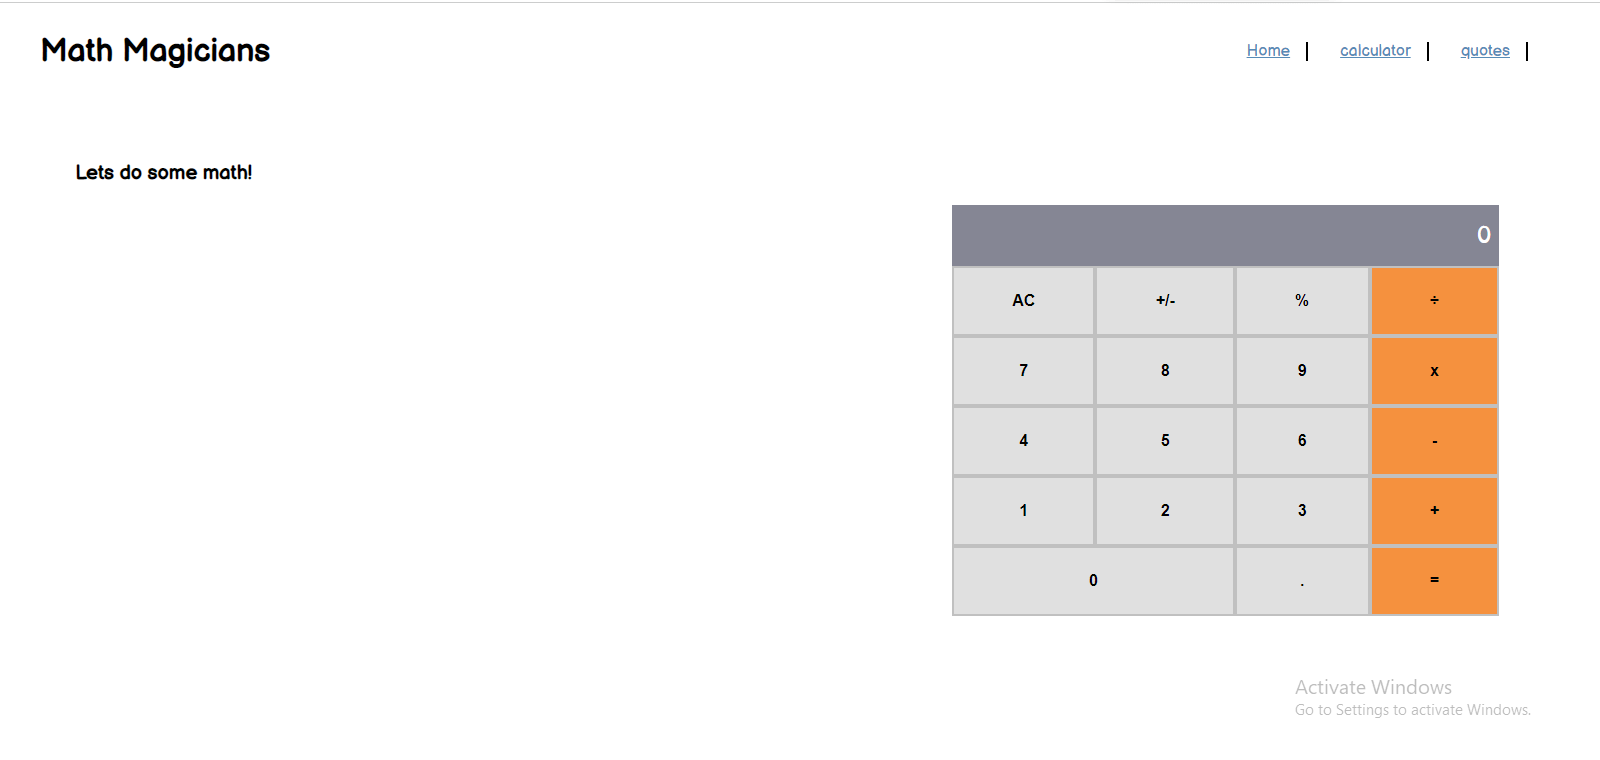 Math Magicians
Home
calculator
quotes
Lets do some math!
0
AC +/- % ÷
7 8 9 x
4 5 6 -
1 2 3 +
0 . =
Activate Windows
Go to Settings to activate Windows.